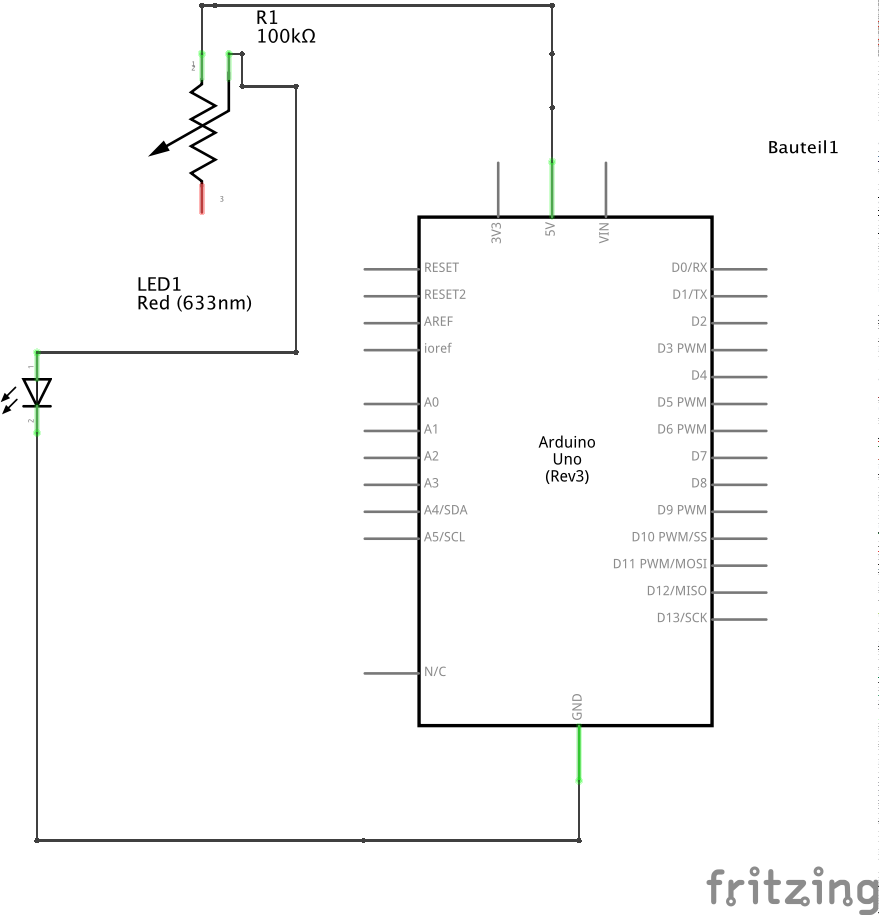 R1
100kΩ
1
2
3
Bauteil1
3V3
5V
VIN
LED1
Red (633nm)
1
2
RESET
RESET2
AREF
ioref
A0
A1
A2
A3
A4/SDA
A5/SCL
N/C
Arduino
Uno
(Rev3)
D0/RX
D1/TX
D2
D3 PWM
D4
D5 PWM
D6 PWM
D7
D8
D9 PWM
D10 PWM/SS
D11 PWM/MOSI
D12/MISO
D13/SCK
GND
fritzing